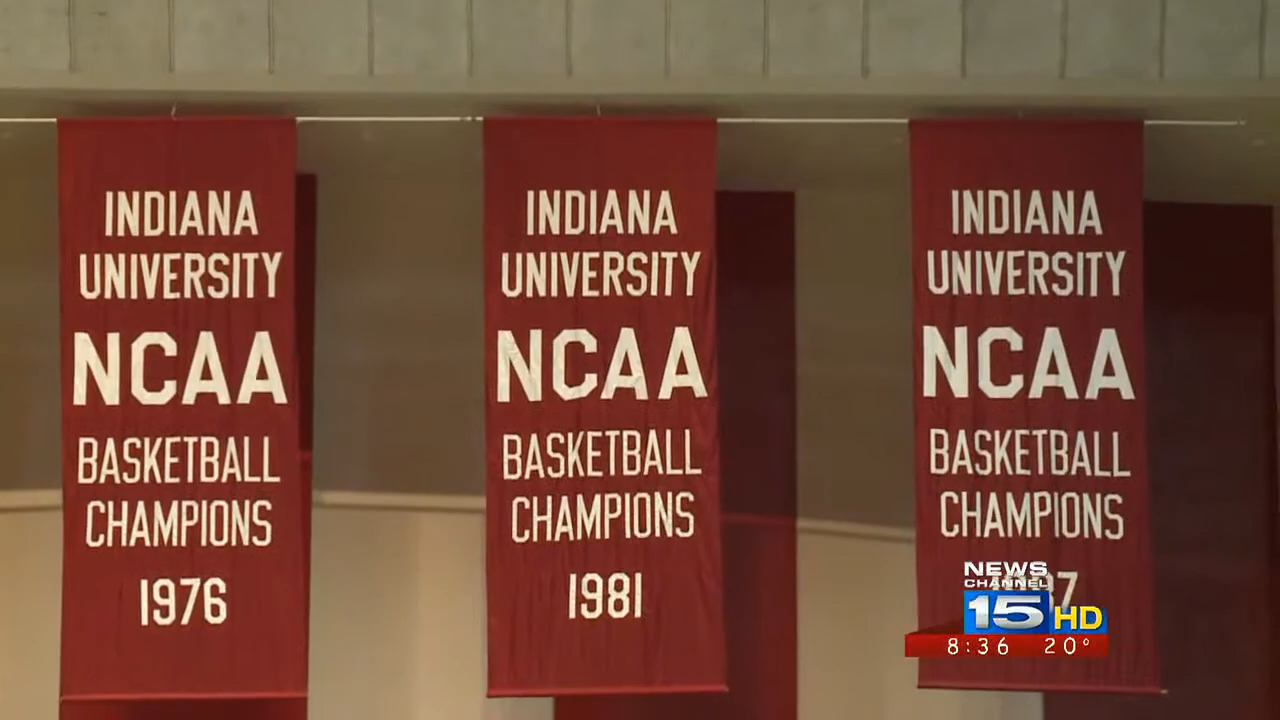 INDIANA
UNIVERSITY
NCAA
BASKETBALL
CHAMPIONS
1976
INDIANA
UNIVERSITY
NCAA
BASKETBALL
CHAMPIONS
1981
INDIANA
UNIVERSITY
NCAA
BASKETBALL
CHAMPIONS
NEWS
CHANNEL
15 HD
8:36 20°